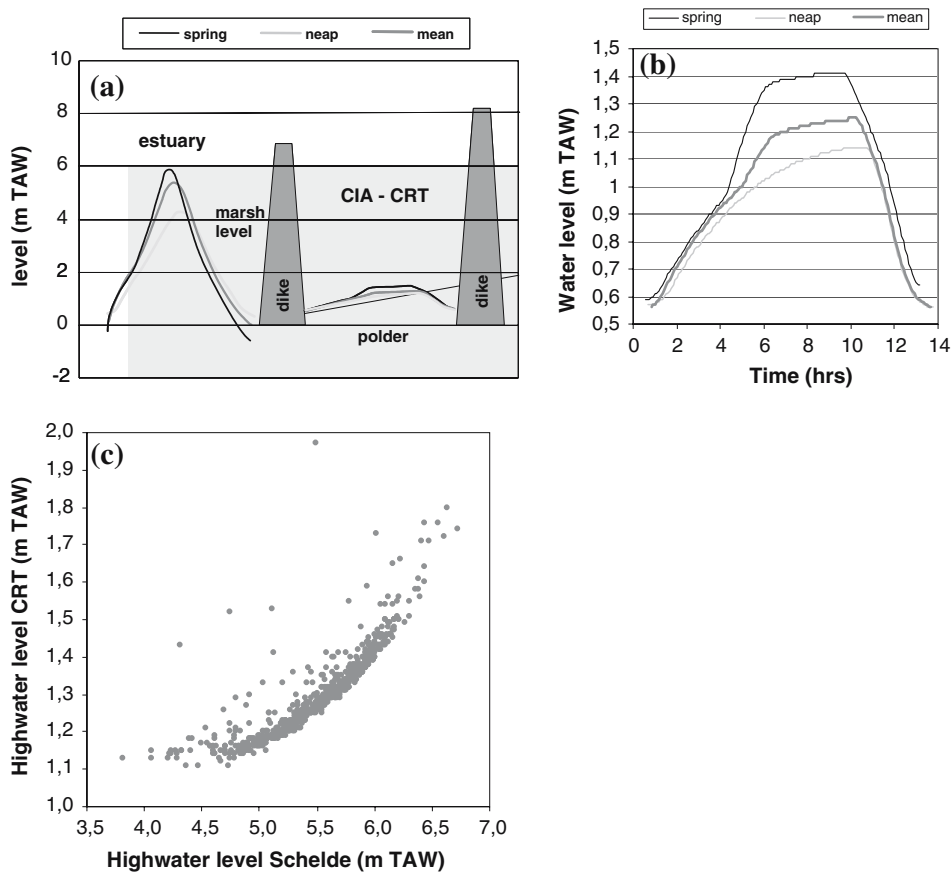 spring neap mean
(a)
level (m TAW)
10
8
6
4
2
0
-2
estuary
CIA - CRT
marsh
level
dike
dike
polder
spring neap mean
(b)
Water level (m TAW)
1,5
1,4
1,3
1,2
1,1
1
0,9
0,8
0,7
0,6
0,5
0 2 4 6 8 10 12 14
Time (hrs)
(c)
Highwater level CRT (m TAW)
2,0
1,9
1,8
1,7
1,6
1,5
1,4
1,3
1,2
1,1
1,0
3,5 4,0 4,5 5,0 5,5 6,0 6,5 7,0
Highwater level Schelde (m TAW)